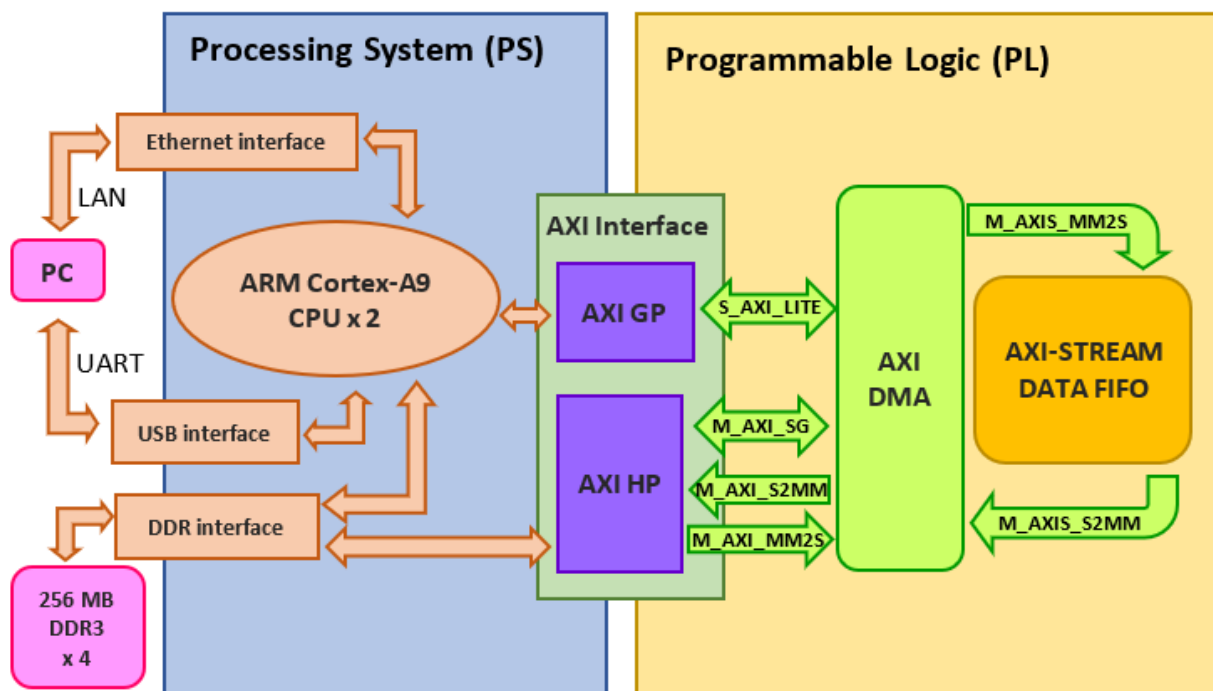 Processing System (PS)
Programmable Logic (PL)
Ethernet interface
LAN
PC
UART
USB interface
DDR interface
256 MB
DDR3
x 4
ARM Cortex-A9
CPU x 2
AXI Interface
AXI GP
AXI HP
S_AXI_LITE
M_AXI_SG
M_AXI_S2MM
M_AXI_MM2S
AXI
DMA
M_AXIS_MM2S
AXI-STREAM
DATA FIFO
M_AXIS_S2MM